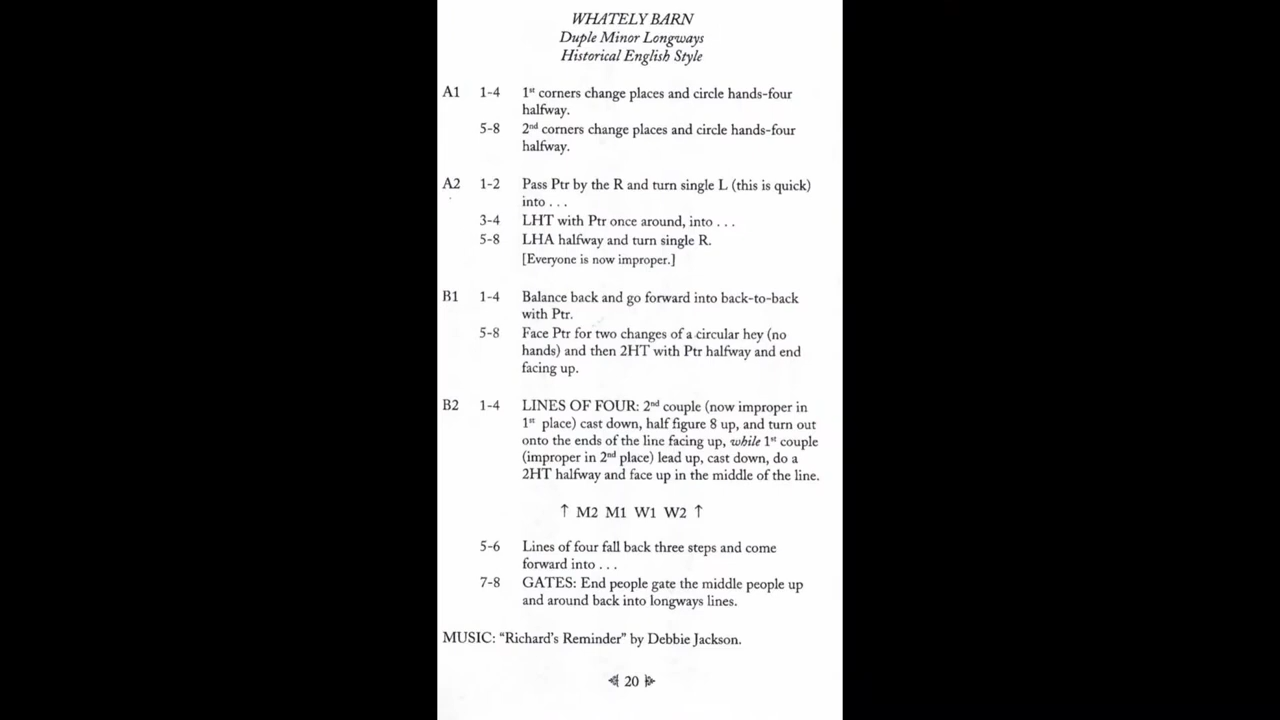 WHATELY BARN
Duple Minor Longways
Historical English Style
A1 1-4 1st corners change places and circle hands-four
halfway.
5-8 2nd corners change places and circle hands-four
halfway.
A2 1-2 Pass Ptr by the R and turn single L (this is quick)
into . . .
3-4 LHT with Ptr once around, into . . .
5-8 LHA halfway and turn single R.
[Everyone is now improper.]
B1 1-4 Balance back and go forward into back-to-back
with Ptr.
5-8 Face Ptr for two changes of a circular hey (no
hands) and then 2HT with Ptr halfway and end
facing up.
B2 1-4 LINES OF FOUR: 2nd couple (now improper in
1st place) cast down, half figure 8 up, and turn out
onto the ends of the line facing up, while 1st couple
(improper in 2nd place) lead up, cast down, do a
2HT halfway and face up in the middle of the line.
↑ M2 M1 W1 W2 ↑
5-6 Lines of four fall back three steps and come
forward into . . .
7-8 GATES: End people gate the middle people up
and around back into longways lines.
MUSIC: “Richard’s Reminder” by Debbie Jackson.
20